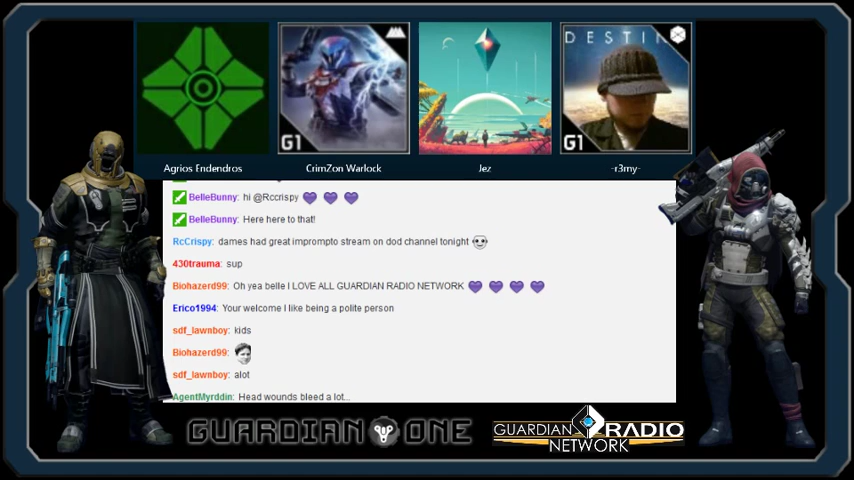 DESTIN
G1
G1
Agrios Endendros
CrimZon Warlock
Jez
-r3my-
BelleBunny: hi @Rccrispy
BelleBunny: Here here to that!
RcCrispy: dames had great impropto stream on dod channel tonight
430trauma: sup
Biohazerd99: Oh yea belle I LOVE ALL GUARDIAN RADIO NETWORK
Erico1994: Your welcome I like being a polite person
sdf_lawnboy: kids
Biohazerd99:
sdf_lawnboy: alot
AgentMyrddin: Head wounds bleed a lot...
GUARDIAN ONE
GUARDIAN RADIO
NETWORK